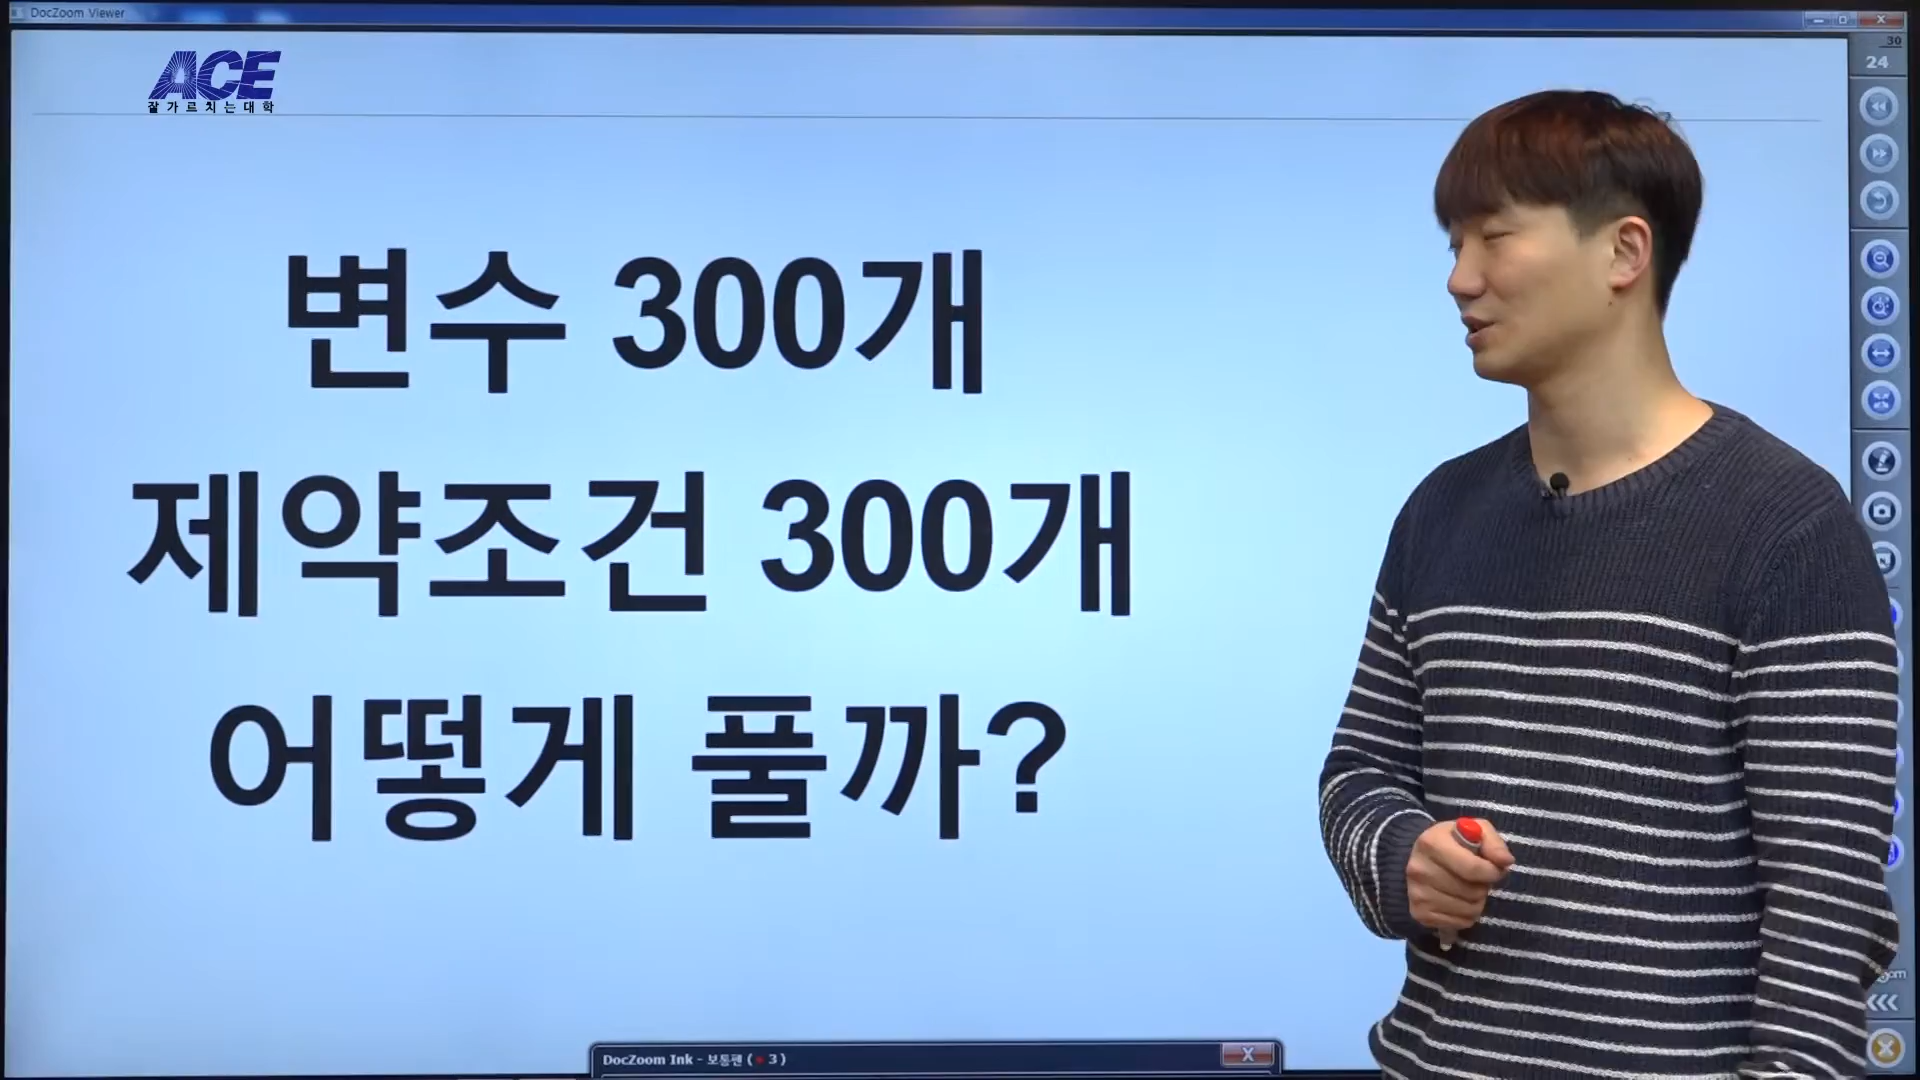 DocZoom Viewer
30
24
ACE
잘가르치는대학
변수 300개
제약조건 300개
어떻게 풀까?
DocZoom Ink - 보통펜 ( 3 )